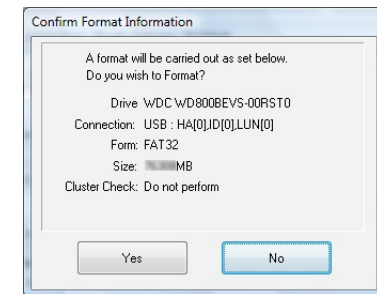 Confirm Format Information
A format will be carried out as set below.
Do you wish to Format?
Drive WDC WD800BEVS-00RST0
Connection: USB : HA[0],ID[0],LUN[0]
Form: FAT32
Size: MB
Cluster Check: Do not perform
Yes No